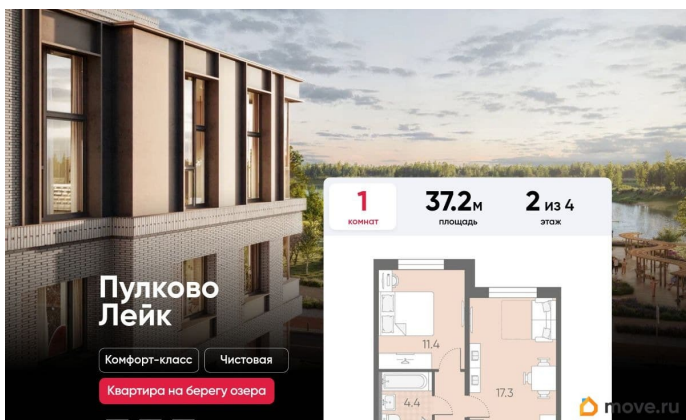 1
комнат
37.2м
площадь
2 из 4
этаж
Пулково
Лейк
Комфорт-класс
Чистовая
Квартира на берегу озера
11.4
4.4
17.3
move.ru